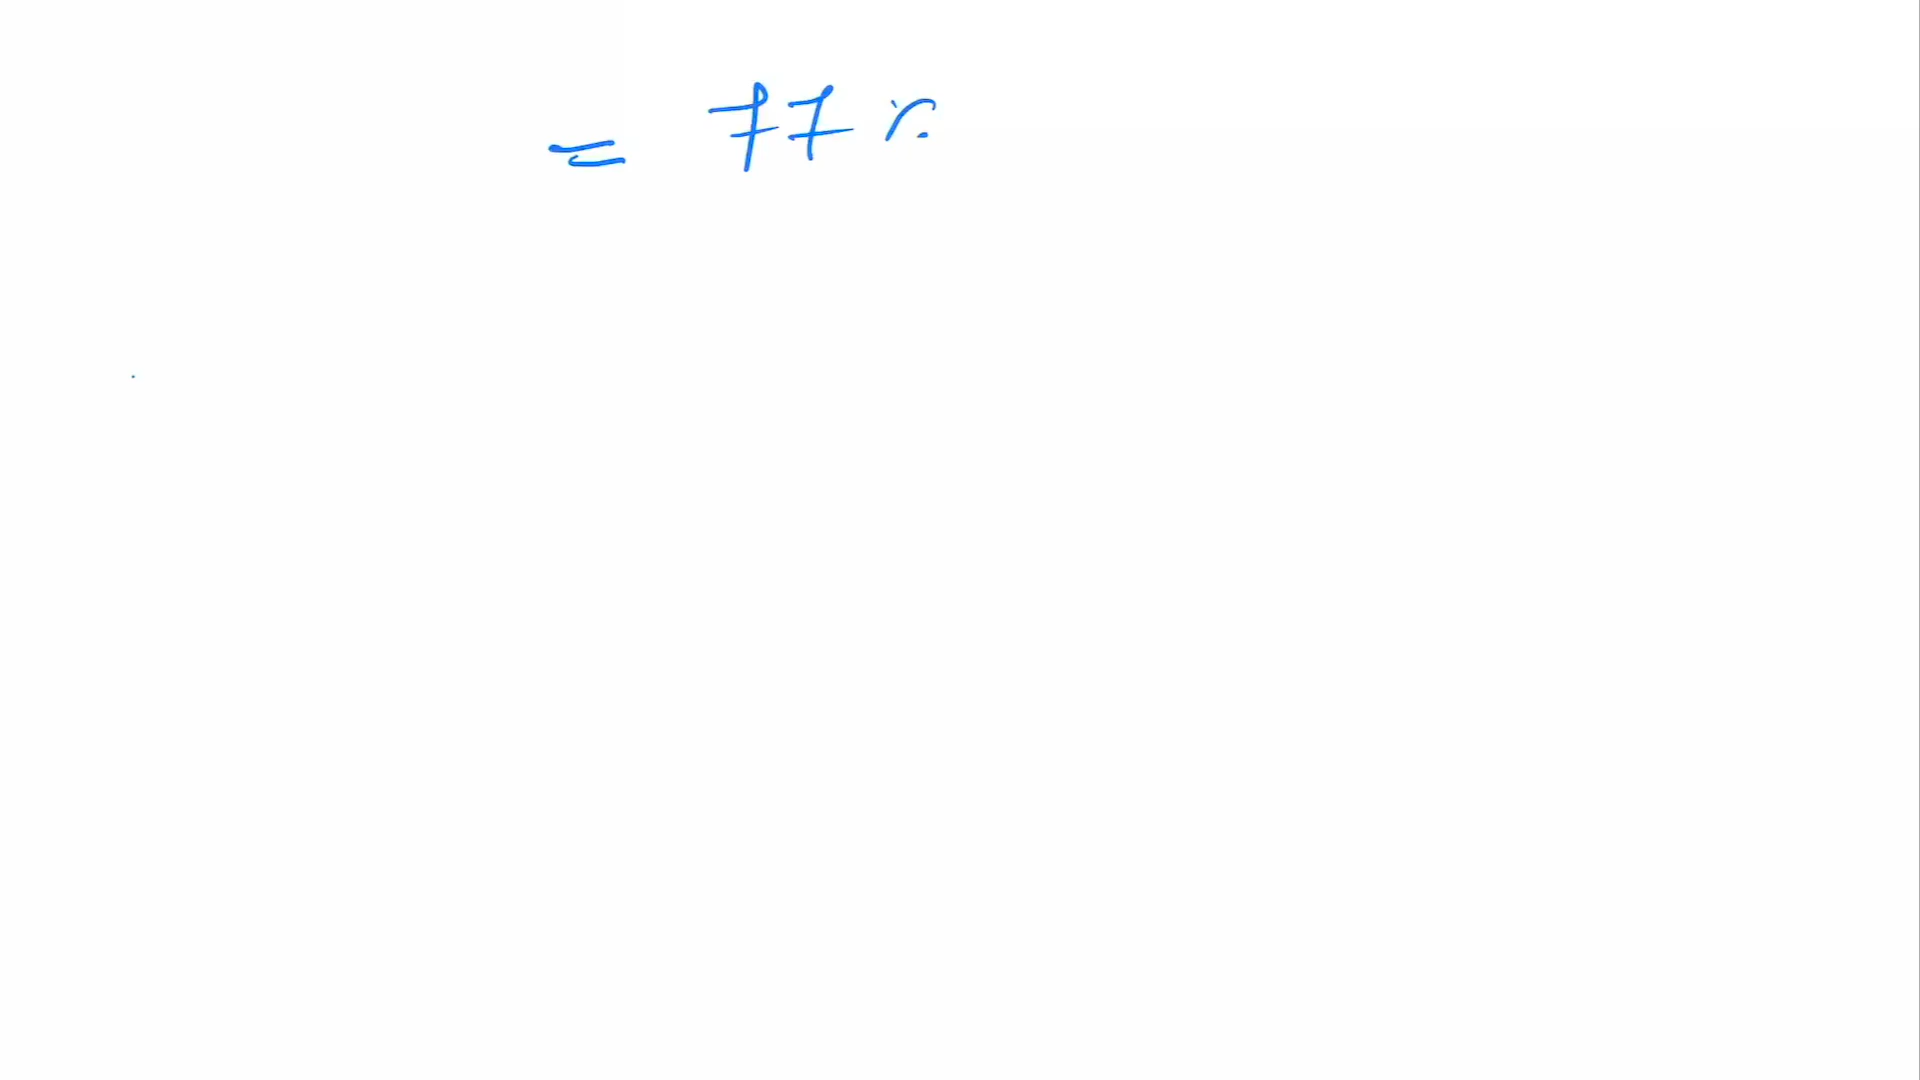 = 77 %